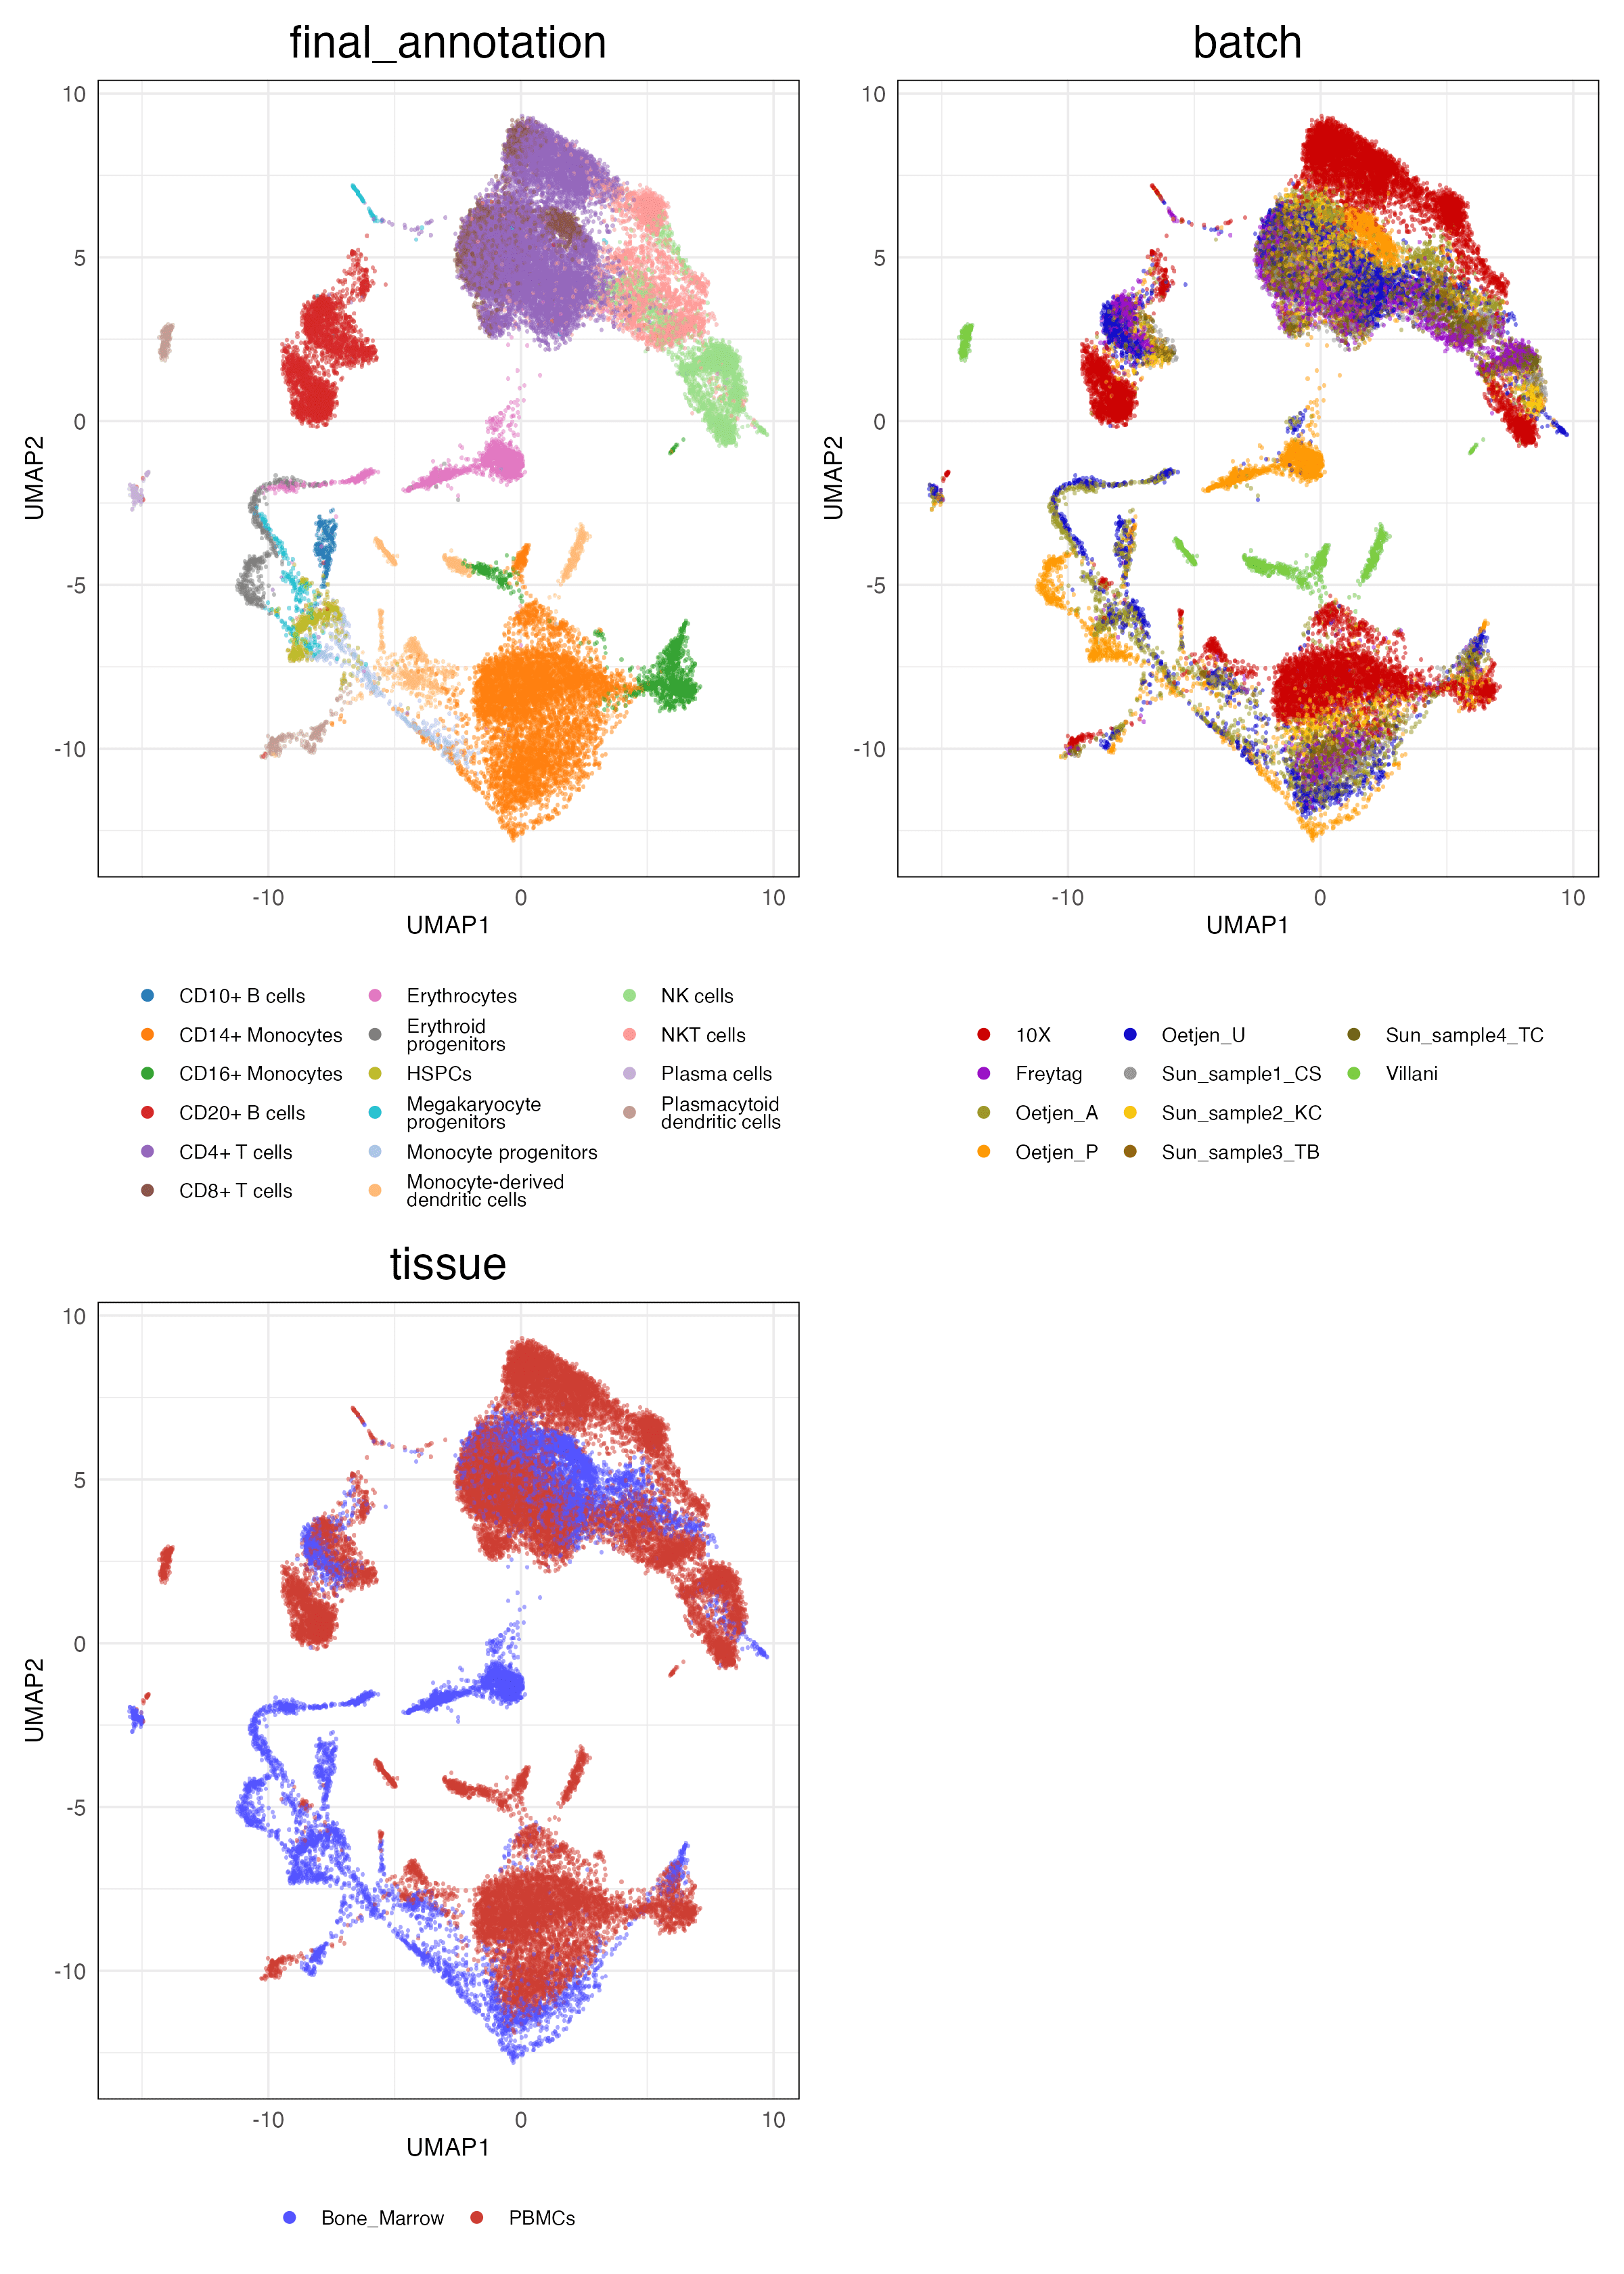 final_annotation
batch
10
5
0
-5
-10
UMAP2
-10
0
10
UMAP1
10
5
0
-5
-10
UMAP2
-10
0
10
UMAP1
CD10+ B cells
CD14+ Monocytes
CD16+ Monocytes
CD20+ B cells
CD4+ T cells
CD8+ T cells
Erythrocytes
Erythroid
progenitors
HSPCs
Megakaryocyte
progenitors
Monocyte progenitors
Monocyte-derived
dendritic cells
NK cells
NKT cells
Plasma cells
Plasmacytoid
dendritic cells
10X
Freytag
Oetjen_A
Oetjen_P
Oetjen_U
Sun_sample1_CS
Sun_sample2_KC
Sun_sample3_TB
Sun_sample4_TC
Villani
tissue
10
5
0
-5
-10
UMAP2
-10
0
10
UMAP1
Bone_Marrow
PBMCs